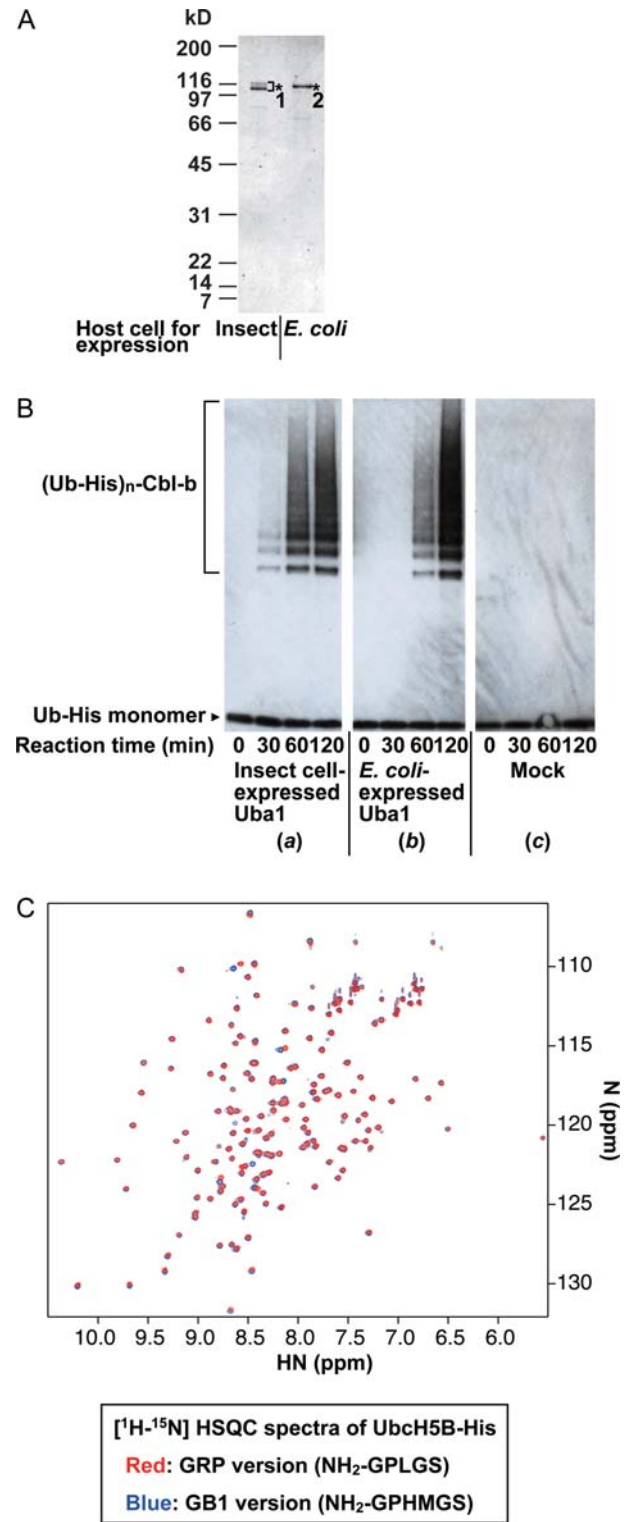 A
kD
200
116
97
66
45
31
22
14
7
*
1
*
2
Host cell for expression
Insect
E. coli
B
(Ub-His)n-Cbl-b
Ub-His monomer
Reaction time (min)
0 30 60 120
0 30 60 120
0 30 60 120
Insect cell-
expressed
Uba1
(a)
E. coli-
expressed
Uba1
(b)
Mock
(c)
C
110
115
120
125
130
N (ppm)
10.0 9.5 9.0 8.5 8.0 7.5 7.0 6.5 6.0
HN (ppm)
[¹H-¹⁵N] HSQC spectra of UbcH5B-His
Red: GRP version (NH₂-GPLGS)
Blue: GB1 version (NH₂-GPHMGS)